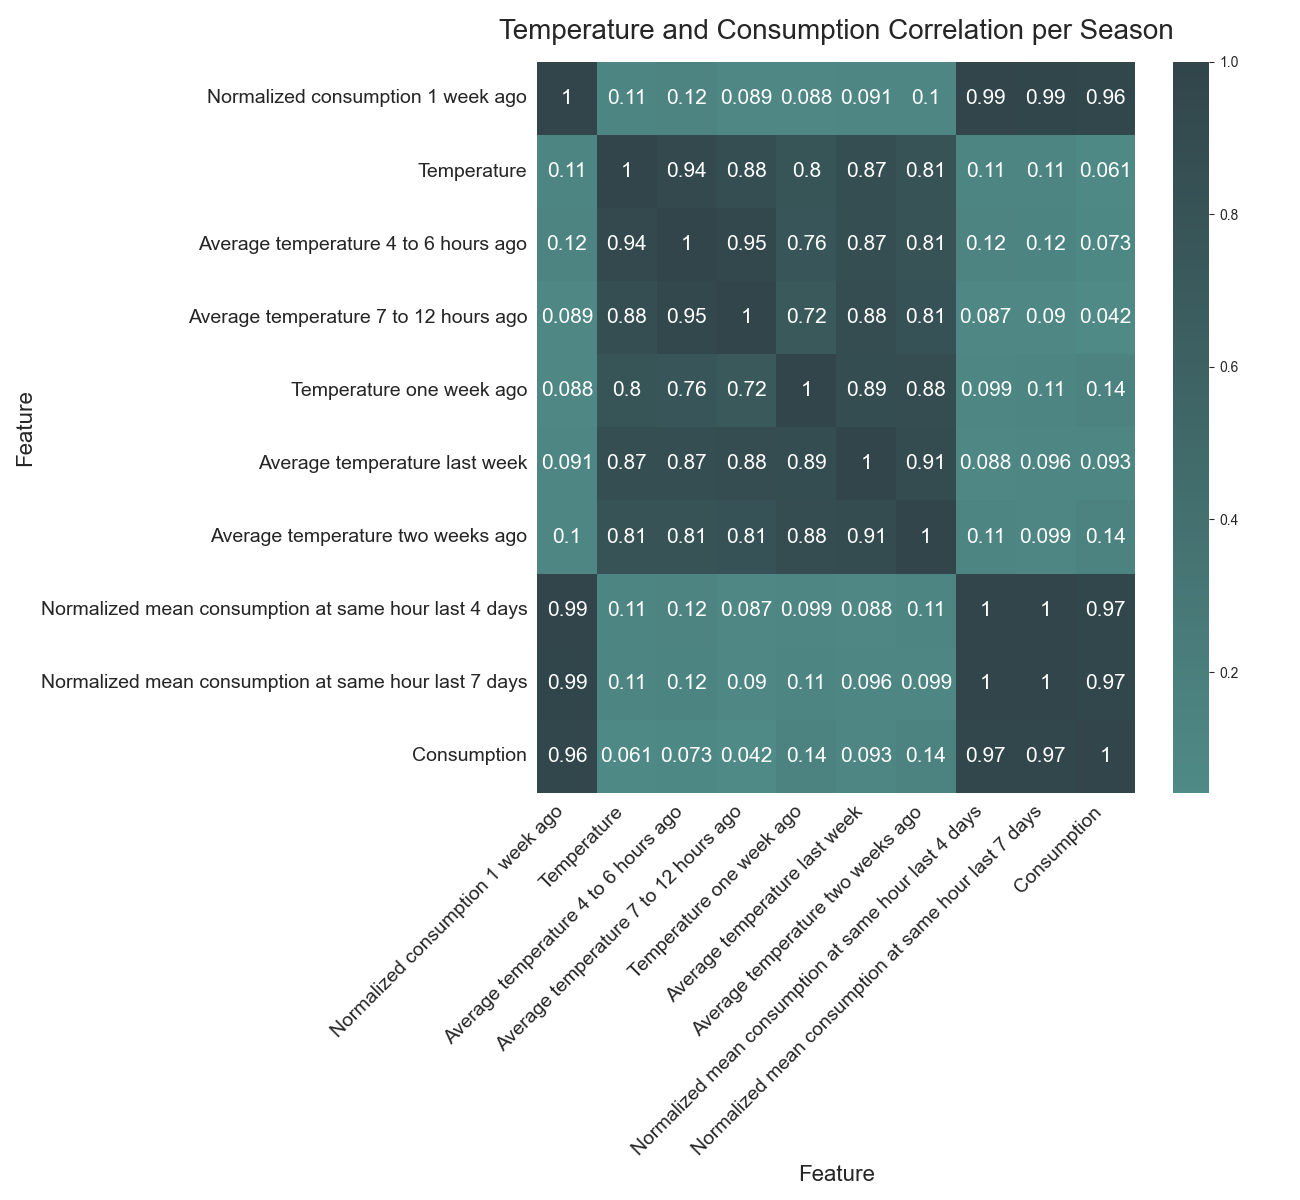 Temperature and Consumption Correlation per Season
Normalized consumption 1 week ago 1 0.11 0.12 0.089 0.088 0.091 0.1 0.99 0.99 0.96
Temperature 0.11 1 0.94 0.88 0.8 0.87 0.81 0.11 0.11 0.061
Average temperature 4 to 6 hours ago 0.12 0.94 1 0.95 0.76 0.87 0.81 0.12 0.12 0.073
Average temperature 7 to 12 hours ago 0.089 0.88 0.95 1 0.72 0.88 0.81 0.087 0.09 0.042
Temperature one week ago 0.088 0.8 0.76 0.72 1 0.89 0.88 0.099 0.11 0.14
Average temperature last week 0.091 0.87 0.87 0.88 0.89 1 0.91 0.088 0.096 0.093
Average temperature two weeks ago 0.1 0.81 0.81 0.81 0.88 0.91 1 0.11 0.099 0.14
Normalized mean consumption at same hour last 4 days 0.99 0.11 0.12 0.087 0.099 0.088 0.11 1 1 0.97
Normalized mean consumption at same hour last 7 days 0.99 0.11 0.12 0.09 0.11 0.096 0.099 1 1 0.97
Consumption 0.96 0.061 0.073 0.042 0.14 0.093 0.14 0.97 0.97 1
Feature
Normalized consumption 1 week ago
Temperature
Average temperature 4 to 6 hours ago
Average temperature 7 to 12 hours ago
Temperature one week ago
Average temperature last week
Average temperature two weeks ago
Normalized mean consumption at same hour last 4 days
Normalized mean consumption at same hour last 7 days
Consumption
Feature
1.0
0.8
0.6
0.4
0.2